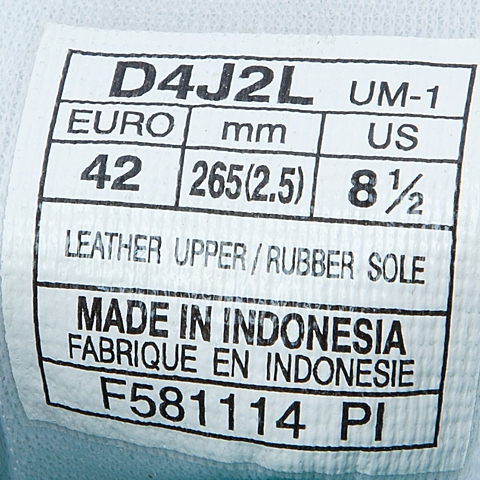 D4J2L UM-1
EURO mm US
42 265(2.5) 8 1/2
LEATHER UPPER/RUBBER SOLE
MADE IN INDONESIA
FABRIQUE EN INDONESIE
F581114 PI